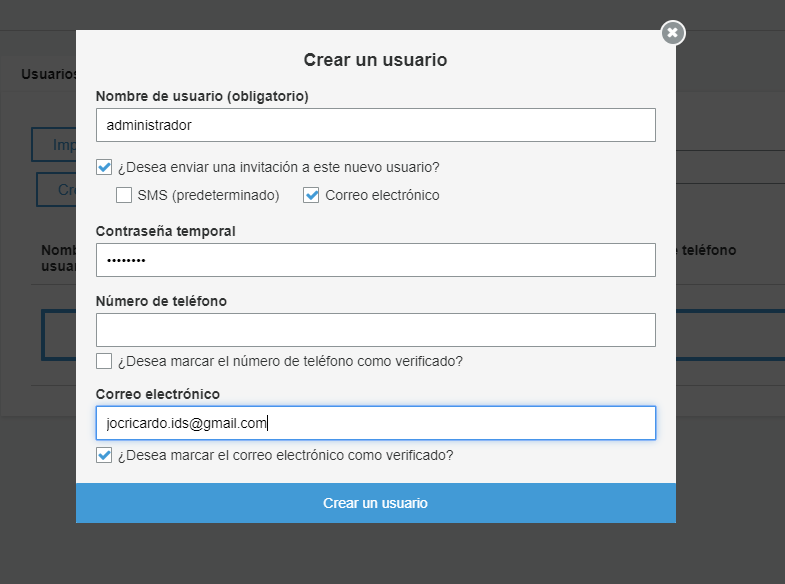 Crear un usuario
Usuarios
Nombre de usuario (obligatorio)
administrador
Imp
¿Desea enviar una invitación a este nuevo usuario?
Cr
SMS (predeterminado) Correo electrónico
Contraseña temporal
••••••••
Nomb
usuar
teléfono
Número de teléfono
¿Desea marcar el número de teléfono como verificado?
Correo electrónico
jocricardo.ids@gmail.com
¿Desea marcar el correo electrónico como verificado?
Crear un usuario